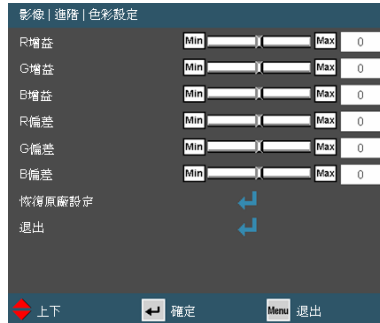 影像 | 進階 | 色彩設定
R增益 Min Max 0
G增益 Min Max 0
B增益 Min Max 0
R偏差 Min Max 0
G偏差 Min Max 0
B偏差 Min Max 0
恢復原廠設定
退出
上下 確定 Menu 退出